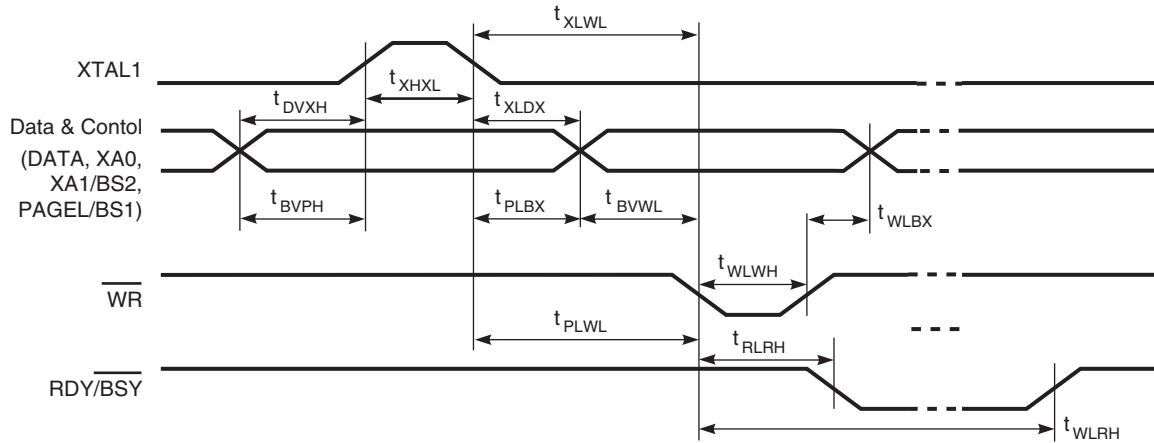 t XLWL
XTAL1
t XHXL
t DVXH
t XLDX
Data & Contol
(DATA, XA0,
XA1/BS2,
PAGEL/BS1)
t BVPH
t PLBX
t BVWL
t WLBX
t WLWH
WR
t PLWL
t RLRH
RDY/BSY
t WLRH